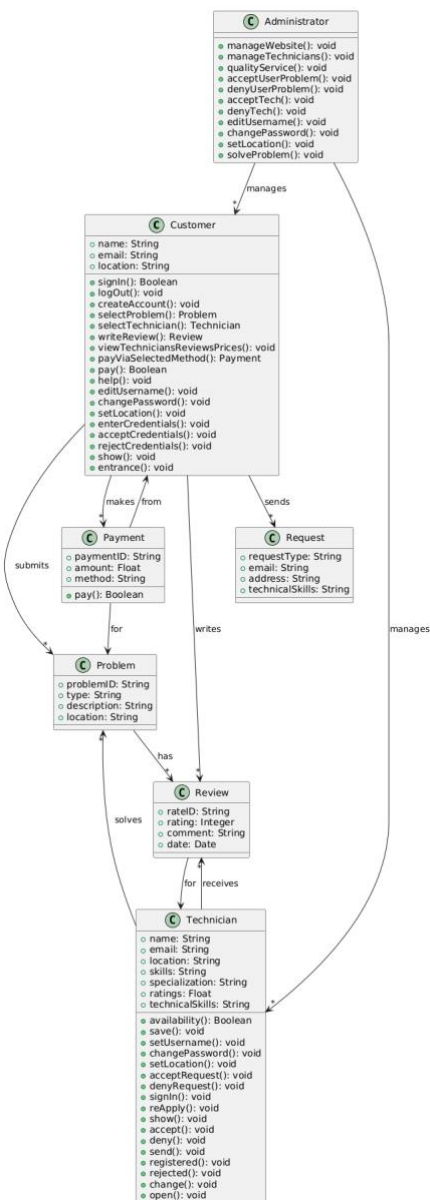 C Administrator
manageWebsite(): void
manageTechnicians(): void
qualityService(): void
acceptUserProblem(): void
denyUserProblem(): void
acceptTech(): void
denyTech(): void
editUsername(): void
changePassword(): void
setLocation(): void
solveProblem(): void
manages
*
C Customer
name: String
email: String
location: String
signIn(): Boolean
logOut(): void
createAccount(): void
selectProblem(): Problem
selectTechnician(): Technician
writeReview(): Review
viewTechniciansReviewsPrices(): void
payViaSelectedMethod(): Payment
pay(): Boolean
help(): void
editUsername(): void
changePassword(): void
setLocation(): void
enterCredentials(): void
acceptCredentials(): void
rejectCredentials(): void
show(): void
entrance(): void
makes
from
sends
*
*
C Payment
paymentID: String
amount: Float
method: String
pay(): Boolean
C Request
requestType: String
email: String
address: String
technicalSkills: String
submits
for
writes
manages
*
C Problem
problemID: String
type: String
description: String
location: String
*
has
*
*
C Review
rateID: String
rating: Integer
comment: String
date: Date
solves
*
for
receives
C Technician
name: String
email: String
location: String
skills: String
specialization: String
ratings: Float
technicalSkills: String
*
availability(): Boolean
save(): void
setUsername(): void
changePassword(): void
setLocation(): void
acceptRequest(): void
denyRequest(): void
signIn(): void
reApply(): void
show(): void
accept(): void
deny(): void
send(): void
registered(): void
rejected(): void
change(): void
open(): void